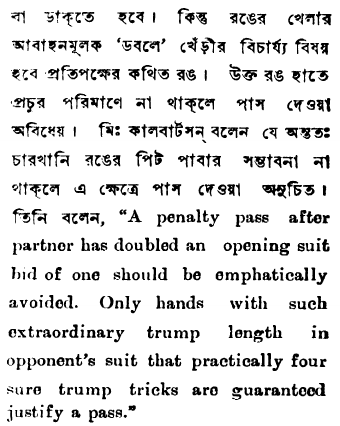 বা ডাক্‌তে হবে। কিন্তু রঙের খেলার
আবাহনমূলক ‘ডবলে’ খেঁড়ীর বিচার্য্য বিষয়
হবে প্রতিপক্ষের কথিত রঙ। উক্ত রঙ হাতে
প্রচুর পরিমাণে না থাক্‌লে পাস দেওয়া
অবিধেয়। মিঃ কালবার্টসন্ বলেন যে অন্ততঃ
চারখানি রঙের পিট পাবার সম্ভাবনা না
থাক্‌লে এ ক্ষেত্রে পাস দেওয়া অনুচিত।
তিনি বলেন, “A penalty pass after
partner has doubled an opening suit
bid of one should be emphatically
avoided. Only hands with such
extraordinary trump length in
opponent's suit that practically four
sure trump tricks are guaranteed
justify a pass.”